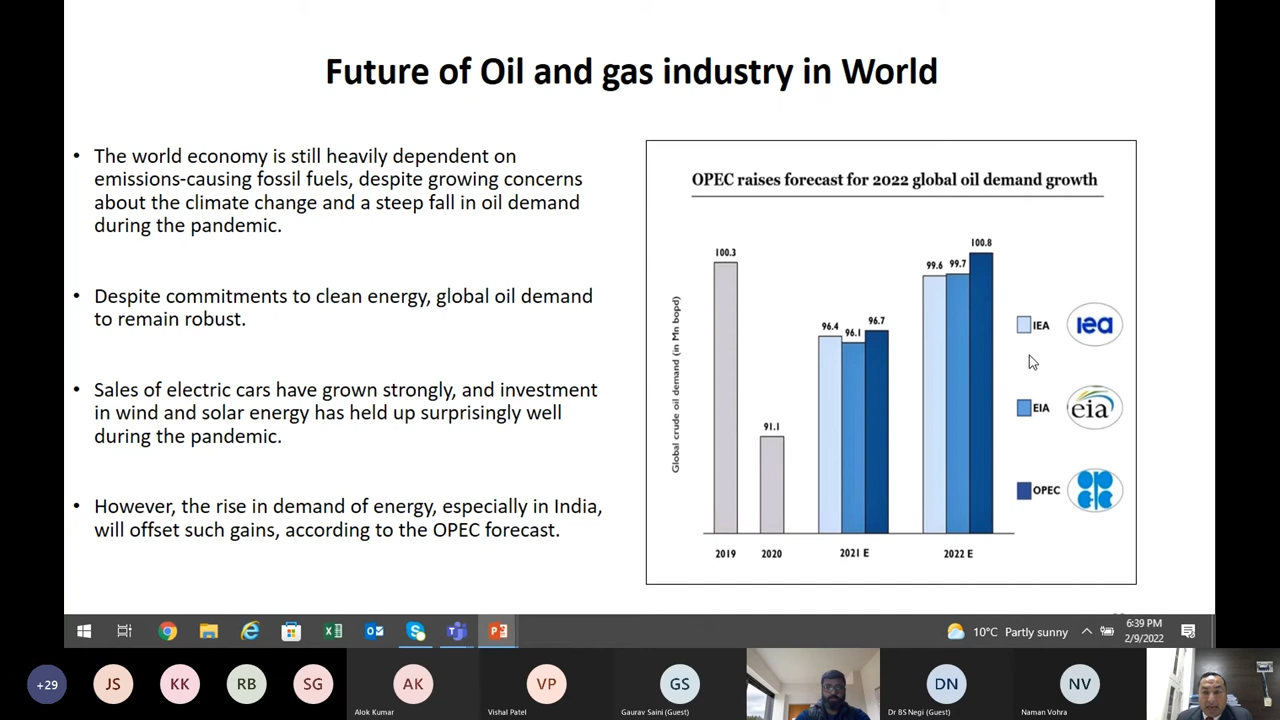 Future of Oil and gas industry in World
• The world economy is still heavily dependent on
emissions-causing fossil fuels, despite growing concerns
about the climate change and a steep fall in oil demand
during the pandemic.
• Despite commitments to clean energy, global oil demand
to remain robust.
• Sales of electric cars have grown strongly, and investment
in wind and solar energy has held up surprisingly well
during the pandemic.
• However, the rise in demand of energy, especially in India,
will offset such gains, according to the OPEC forecast.
OPEC raises forecast for 2022 global oil demand growth
Global crude oil demand (in Mn bopd)
100.3
91.1
96.4
96.1
96.7
99.6
99.7
100.8
2019
2020
2021 E
2022 E
IEA
iea
EIA
eia
OPEC
10°C Partly sunny
6:39 PM
2/9/2022
+29
JS
KK
RB
SG
AK
Alok Kumar
VP
Vishal Patel
GS
Gaurav Saini (Guest)
DN
Dr BS Negi (Guest)
NV
Naman Vohra